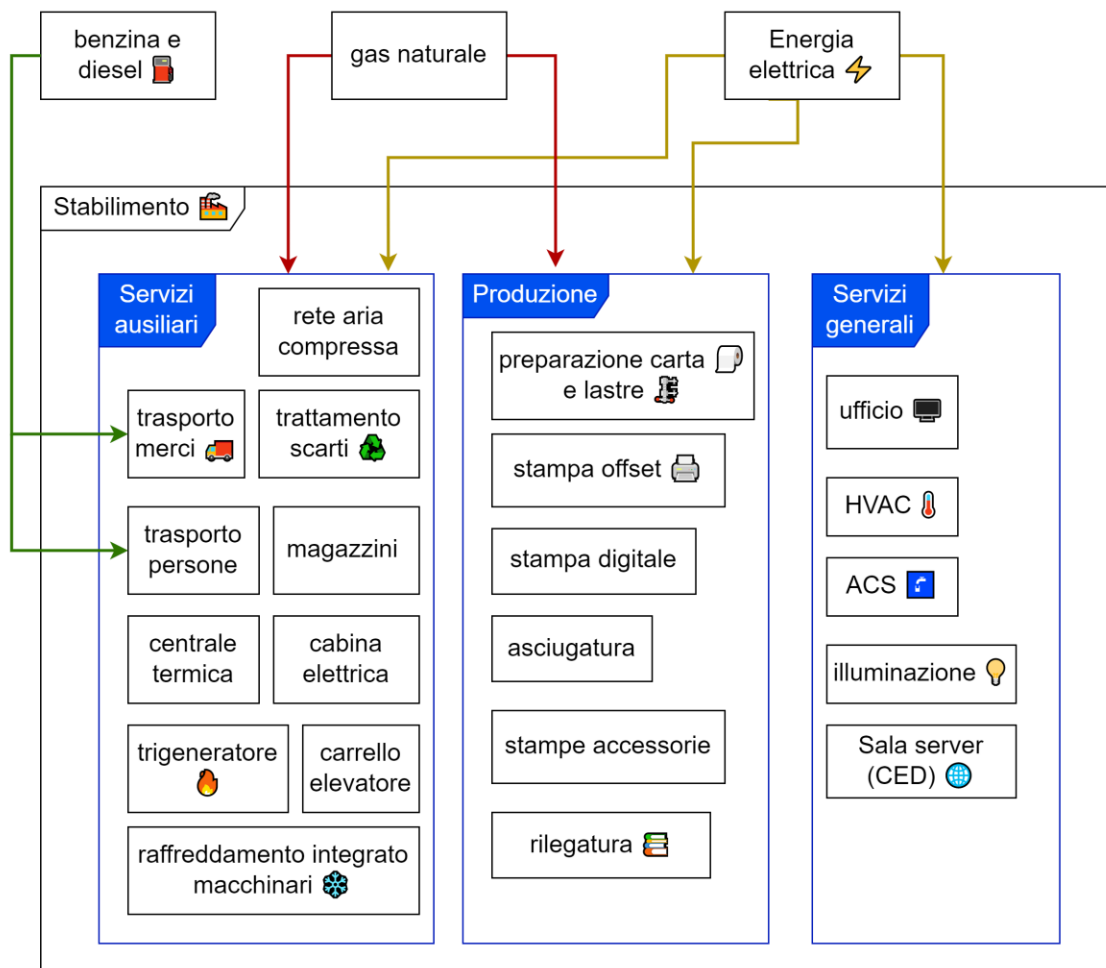 benzina e
diesel
gas naturale
Energia
elettrica
Stabilimento
Servizi
ausiliari
rete aria
compressa
trasporto
merci
trattamento
scarti
trasporto
persone
magazzini
centrale
termica
cabina
elettrica
trigeneratore
carrello
elevatore
raffreddamento integrato
macchinari
Produzione
preparazione carta
e lastre
stampa offset
stampa digitale
asciugatura
stampe accessorie
rilegatura
Servizi
generali
ufficio
HVAC
ACS
illuminazione
Sala server
(CED)